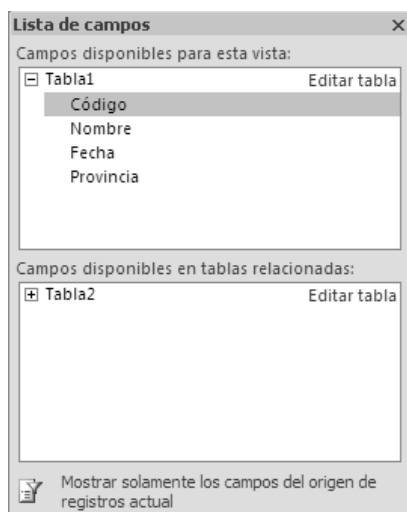 Lista de campos
Campos disponibles para esta vista:
Tabla1 Editar tabla
Código
Nombre
Fecha
Provincia
Campos disponibles en tablas relacionadas:
Tabla2 Editar tabla
Mostrar solamente los campos del origen de
registros actual